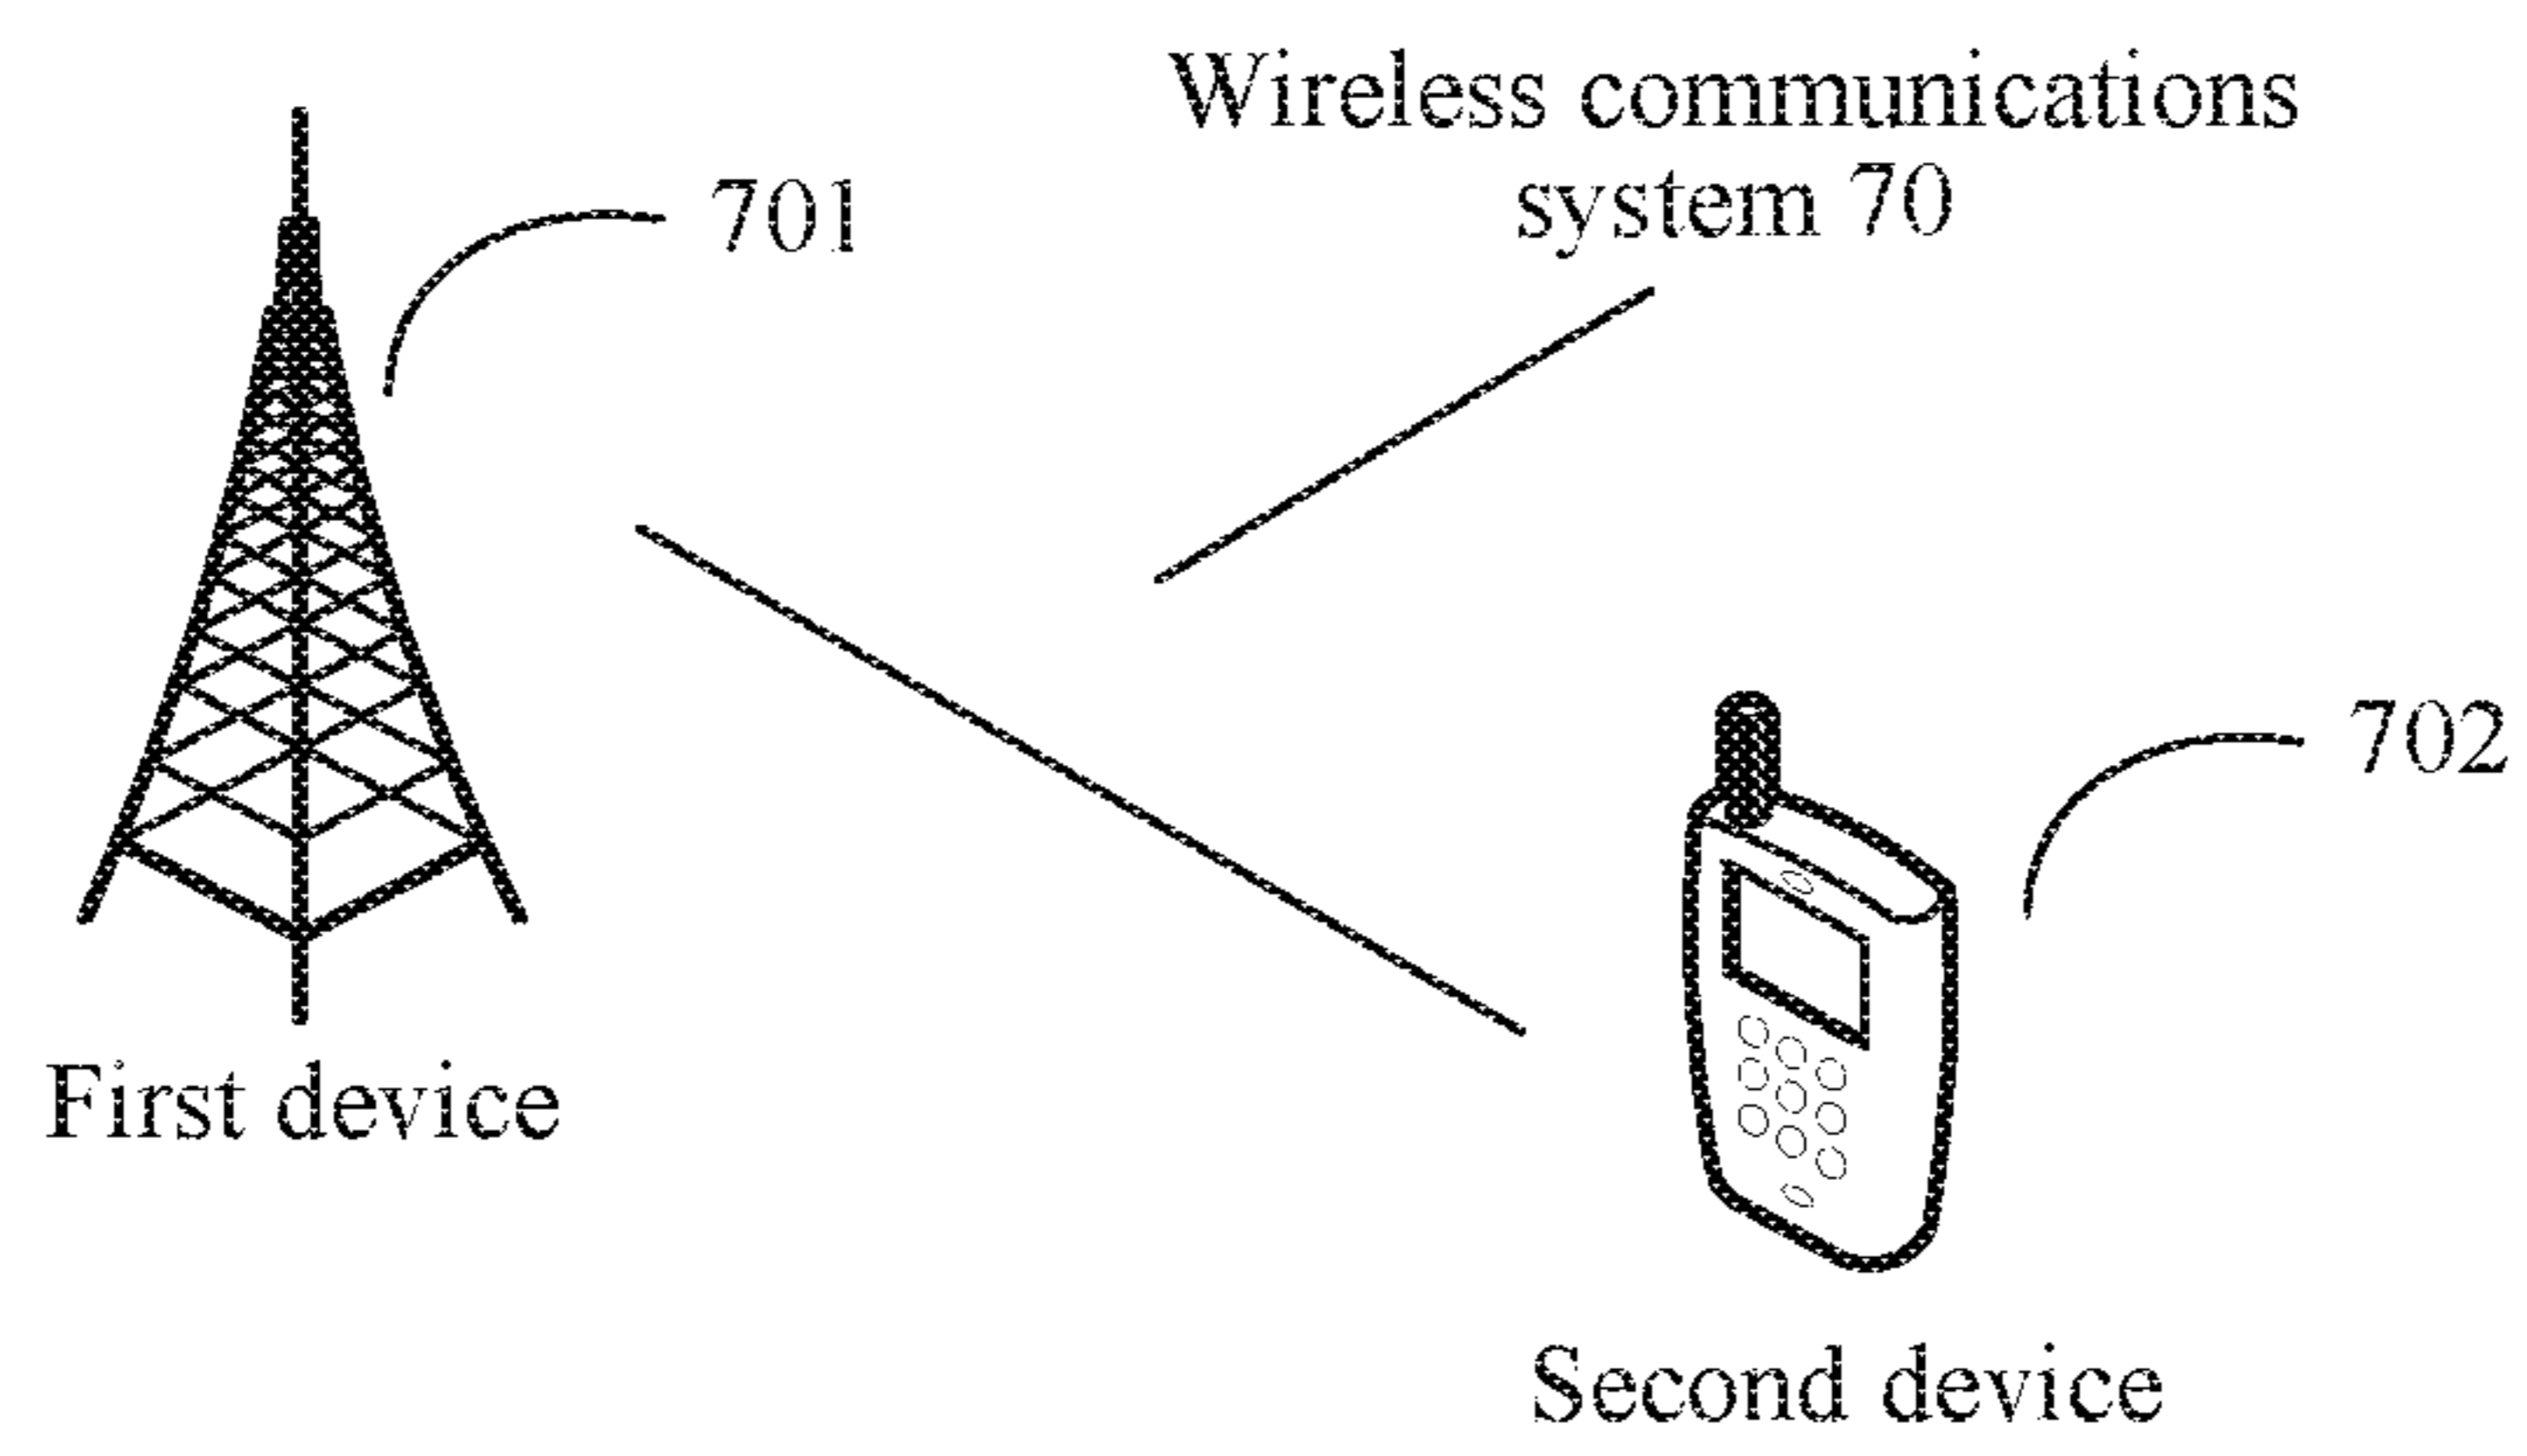 Wireless communications
system 70
701
702
First device
Second device